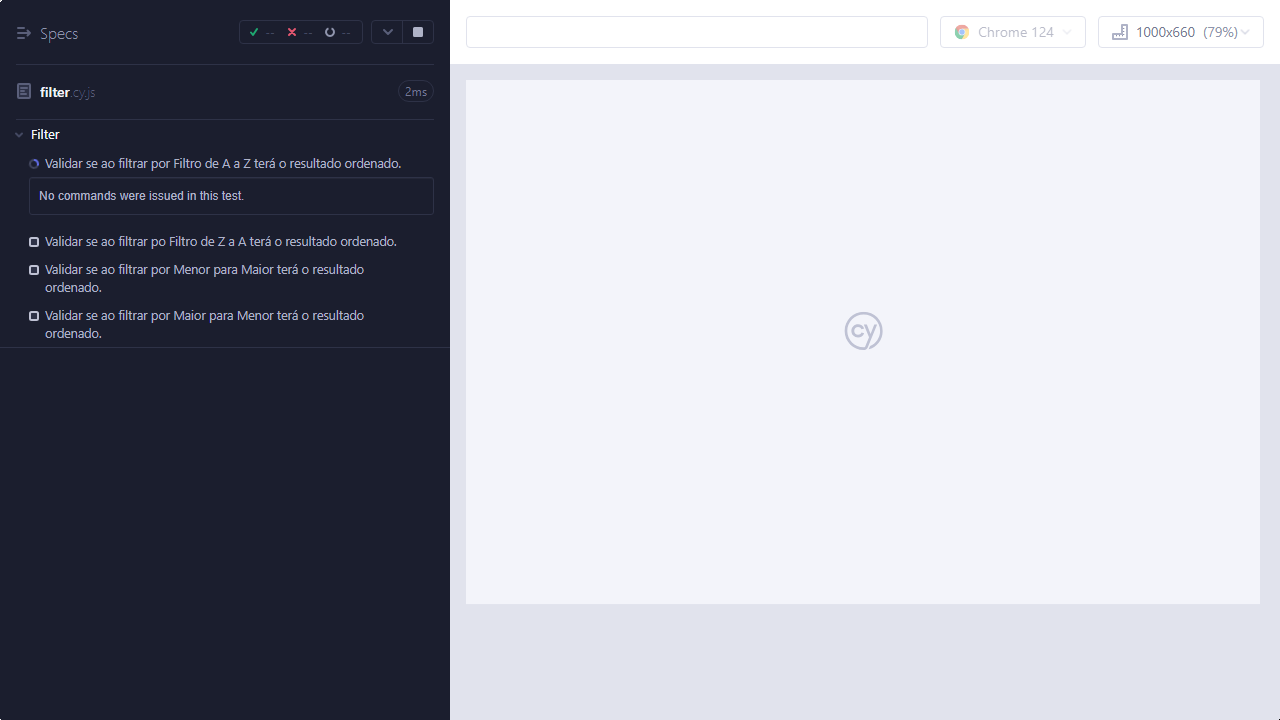 Specs
--
--
--
Chrome 124
1000x660 (79%)
filter.cy.js
2ms
Filter
Validar se ao filtrar por Filtro de A a Z terá o resultado ordenado.
No commands were issued in this test.
Validar se ao filtrar po Filtro de Z a A terá o resultado ordenado.
Validar se ao filtrar por Menor para Maior terá o resultado
ordenado.
Validar se ao filtrar por Maior para Menor terá o resultado
ordenado.
cy